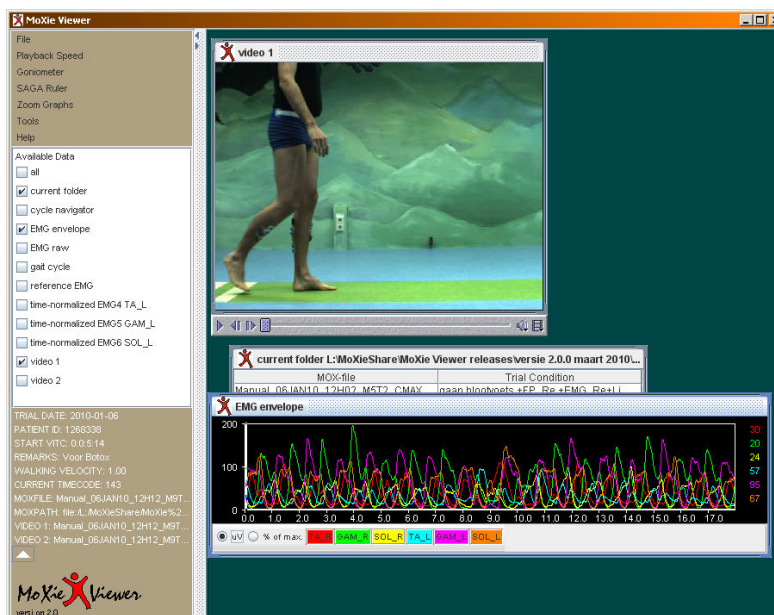 MoXie Viewer
File
Playback Speed
Goniometer
SAGA Ruler
Zoom Graphs
Tools
Help
Available Data
all
current folder
cycle navigator
EMG envelope
EMG raw
gait cycle
reference EMG
time-normalized EMG4 TA_L
time-normalized EMG5 GAM_L
time-normalized EMG6 SOL_L
video 1
video 2
TRIAL DATE: 2010-01-06
PATIENT ID: 1268338
START VITC: 0:0:5:14
REMARKS: Voor Botox
WALKING VELOCITY: 1.00
CURRENT TIMECODE: 143
MOXFILE: Manual_06JAN10_12H12_M9T...
MOXPATH: file:/L:/MoXieShare/MoXie%2...
VIDEO 1: Manual_06JAN10_12H12_M9T...
VIDEO 2: Manual_06JAN10_12H12_M9T...
MoXie Viewer
version 2.0
video 1
current folder L:\MoXieShare\MoXie Viewer releases\versie 2.0.0 maart 2010\...
MOX-file Trial Condition
Manual_06JAN10_12H02_M5T2_CMAX gaan blootvoets +FP_Re +EMG_Re+Li
EMG envelope
200
100
0
0.0 1.0 2.0 3.0 4.0 5.0 6.0 7.0 8.0 9.0 10.0 11.0 12.0 13.0 14.0 15.0 16.0 17.0
30
20
24
57
95
67
uV % of max. TA_R GAM_R SOL_R TA_L GAM_L SOL_L